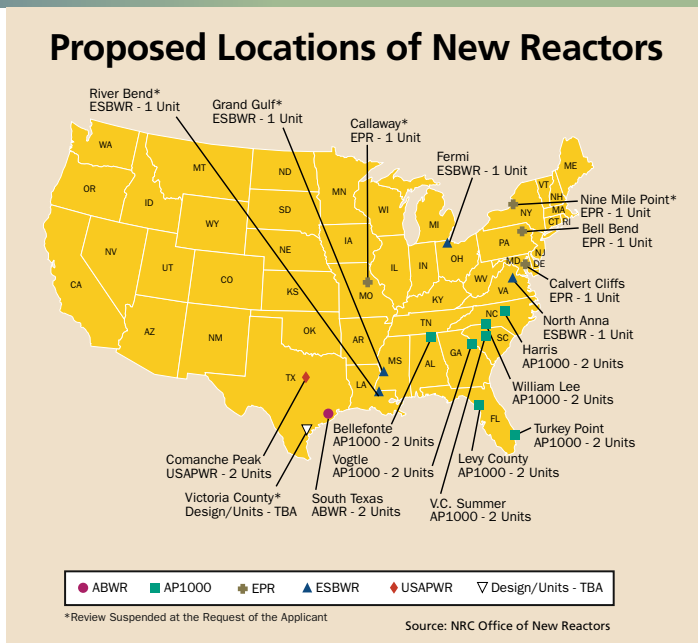 Proposed Locations of New Reactors
River Bend*
ESBWR - 1 Unit
Grand Gulf*
ESBWR - 1 Unit
Callaway*
EPR - 1 Unit
Fermi
ESBWR - 1 Unit
Nine Mile Point*
EPR - 1 Unit
Bell Bend
EPR - 1 Unit
Calvert Cliffs
EPR - 1 Unit
North Anna
ESBWR - 1 Unit
Harris
AP1000 - 2 Units
William Lee
AP1000 - 2 Units
Turkey Point
AP1000 - 2 Units
Levy County
AP1000 - 2 Units
V.C. Summer
AP1000 - 2 Units
Bellefonte
AP1000 - 2 Units
Vogtle
AP1000 - 2 Units
South Texas
ABWR - 2 Units
Victoria County*
Design/Units - TBA
Comanche Peak
USAPWR - 2 Units
WA
OR
CA
NV
ID
MT
WY
UT
AZ
CO
NM
ND
SD
NE
KS
OK
TX
MN
IA
MO
AR
LA
WI
IL
MS
MI
IN
KY
TN
AL
OH
WV
VA
NC
SC
GA
FL
PA
NY
VT
NH
ME
MA
CT
RI
NJ
DE
MD
ABWR
AP1000
EPR
ESBWR
USAPWR
Design/Units - TBA
*Review Suspended at the Request of the Applicant
Source: NRC Office of New Reactors